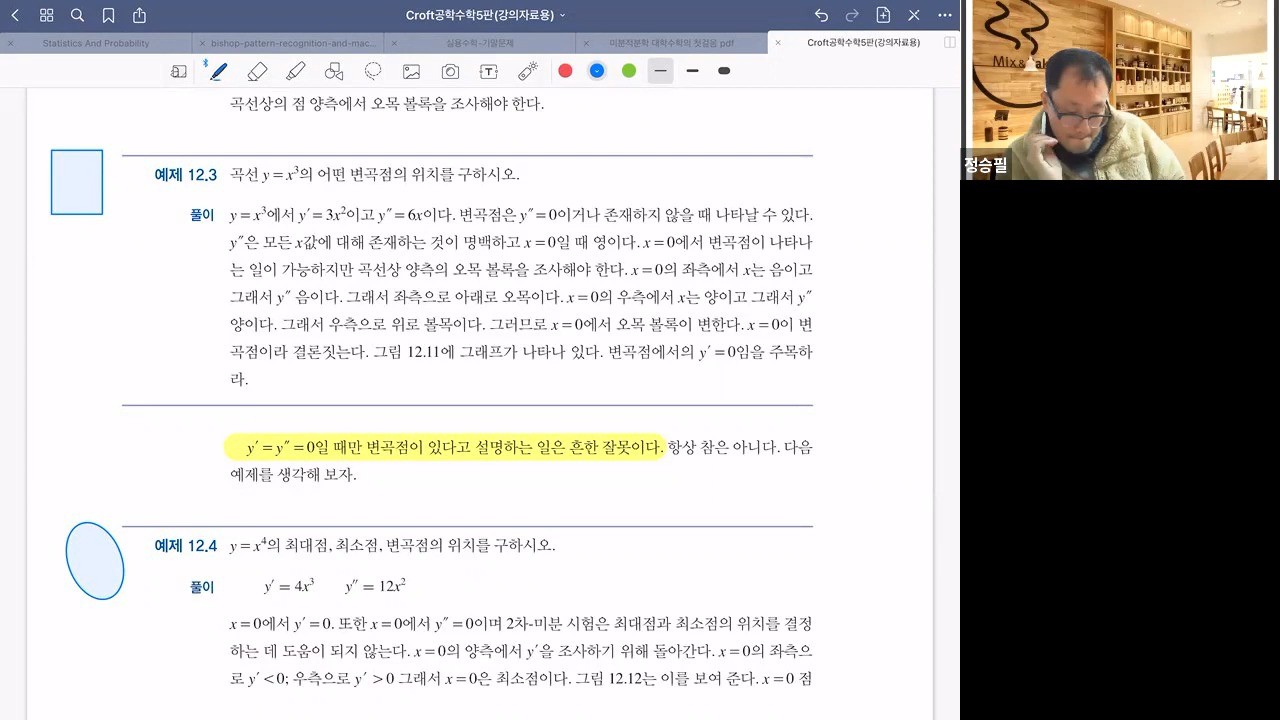 Croft공학수학5판(강의자료용)
Statistics And Probability
bishop-pattern-recognition-and-mac...
실용수학-기말문제
미분적분학 대학수학의 첫걸음.pdf
Croft공학수학5판(강의자료용)
Mix&
정승필
곡선상의 점 양측에서 오목 볼록을 조사해야 한다.
예제 12.3 곡선 y = x³의 어떤 변곡점의 위치를 구하시오.
풀이 y = x³에서 y′ = 3x²이고 y″ = 6x이다. 변곡점은 y″ = 0이거나 존재하지 않을 때 나타날 수 있다.
y″은 모든 x값에 대해 존재하는 것이 명백하고 x = 0일 때 영이다. x = 0에서 변곡점이 나타나
는 일이 가능하지만 곡선상 양측의 오목 볼록을 조사해야 한다. x = 0의 좌측에서 x는 음이고
그래서 y″ 음이다. 그래서 좌측으로 아래로 오목이다. x = 0의 우측에서 x는 양이고 그래서 y″
양이다. 그래서 우측으로 위로 볼목이다. 그러므로 x = 0에서 오목 볼록이 변한다. x = 0이 변
곡점이라 결론짓는다. 그림 12.11에 그래프가 나타나 있다. 변곡점에서의 y′ = 0임을 주목하
라.
y′ = y″ = 0일 때만 변곡점이 있다고 설명하는 일은 흔한 잘못이다. 항상 참은 아니다. 다음
예제를 생각해 보자.
예제 12.4 y = x⁴의 최대점, 최소점, 변곡점의 위치를 구하시오.
풀이 y′ = 4x³ y″ = 12x²
x = 0에서 y′ = 0. 또한 x = 0에서 y″ = 0이며 2차-미분 시험은 최대점과 최소점의 위치를 결정
하는 데 도움이 되지 않는다. x = 0의 양측에서 y′을 조사하기 위해 돌아간다. x = 0의 좌측으
로 y′ < 0; 우측으로 y′ > 0 그래서 x = 0은 최소점이다. 그림 12.12는 이를 보여 준다. x = 0 점